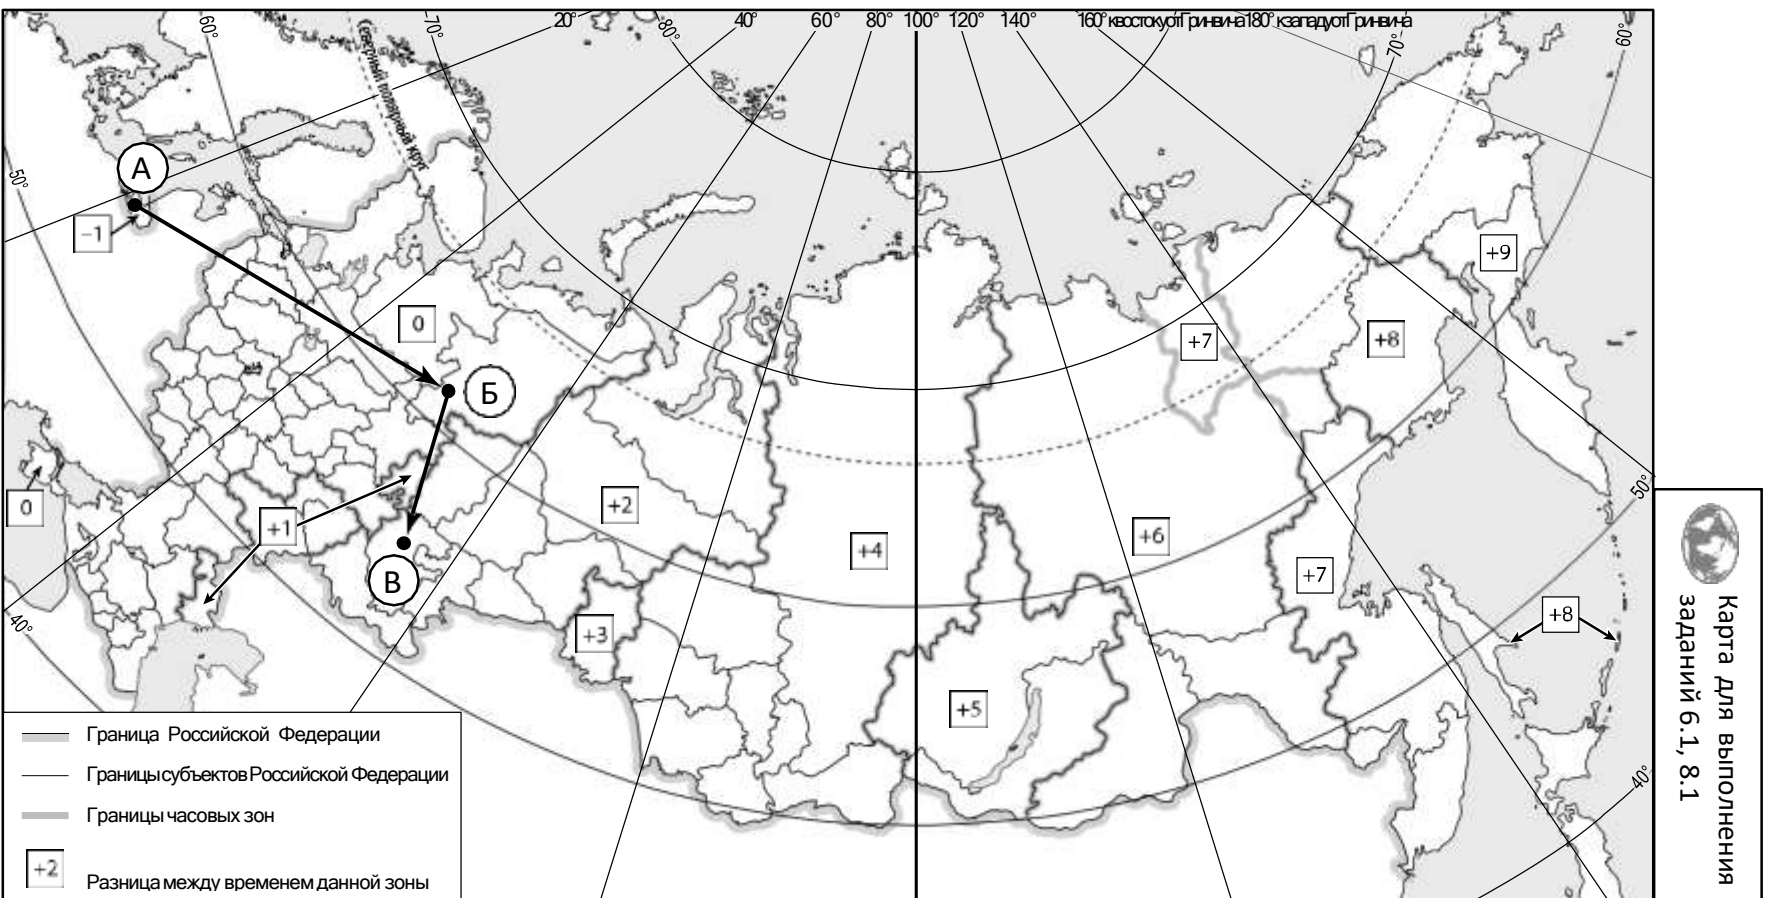 60°
70°
20°
80°
40°
60°
80°
100°
120°
140°
160° к востоку от Гринвича 180° к западу от Гринвича
70°
60°
Северный полярный круг
50°
А
−1
+9
0
+7
+8
Б
0
+1
+2
+4
+6
50°
+7
В
+8
40°
+3
+5
40°
Граница Российской Федерации
Границы субъектов Российской Федерации
Границы часовых зон
+2
Разница между временем данной зоны
Карта для выполнения
заданий 6.1, 8.1